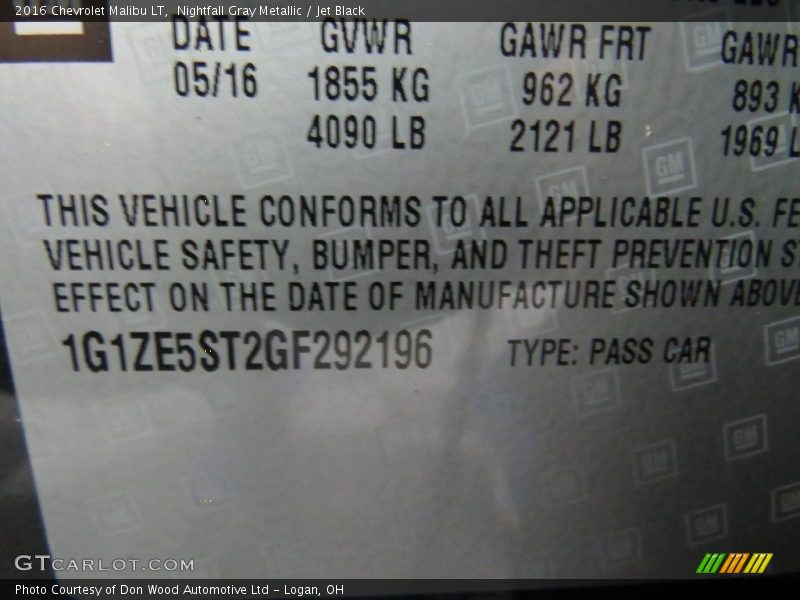 2016 Chevrolet Malibu LT, Nightfall Gray Metallic / Jet Black
DATE GVWR GAWR FRT GAWR
05/16 1855 KG 962 KG 893 K
4090 LB 2121 LB 1969 L
THIS VEHICLE CONFORMS TO ALL APPLICABLE U.S. FE
VEHICLE SAFETY, BUMPER, AND THEFT PREVENTION S
EFFECT ON THE DATE OF MANUFACTURE SHOWN ABOVE
1G1ZE5ST2GF292196 TYPE: PASS CAR
GM
GTCARLOT.COM
Photo Courtesy of Don Wood Automotive Ltd - Logan, OH